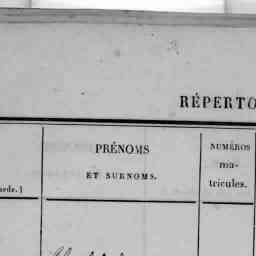 RÉPERTO
PRÉNOMS
ET SURNOMS.
NUMÉROS
ma-
tricules.